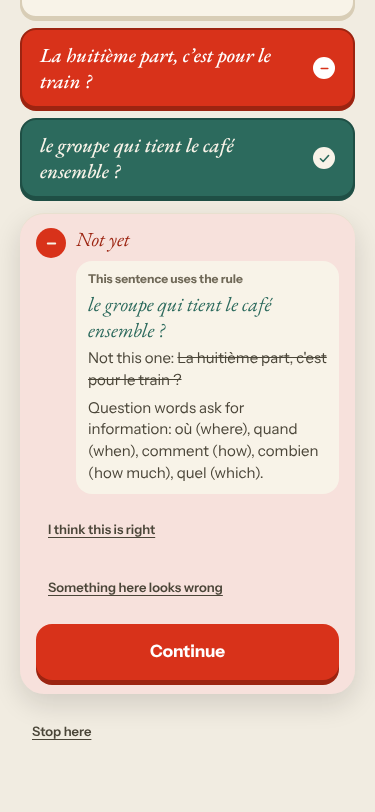 La huitième part, c’est pour le
train ?
le groupe qui tient le café
ensemble ?
Not yet
This sentence uses the rule
le groupe qui tient le café
ensemble ?
Not this one: La huitième part, c’est
pour le train ?
Question words ask for
information: où (where), quand
(when), comment (how), combien
(how much), quel (which).
I think this is right
Something here looks wrong
Continue
Stop here